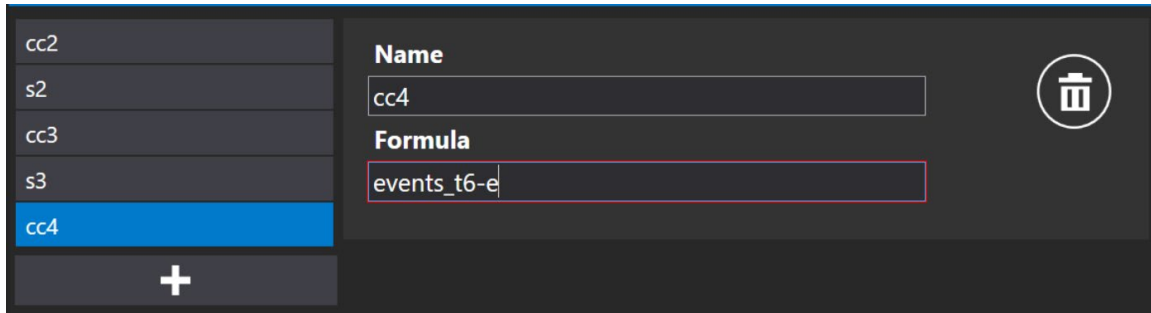 cc2
s2
cc3
s3
cc4
Name
cc4
Formula
events_t6-e